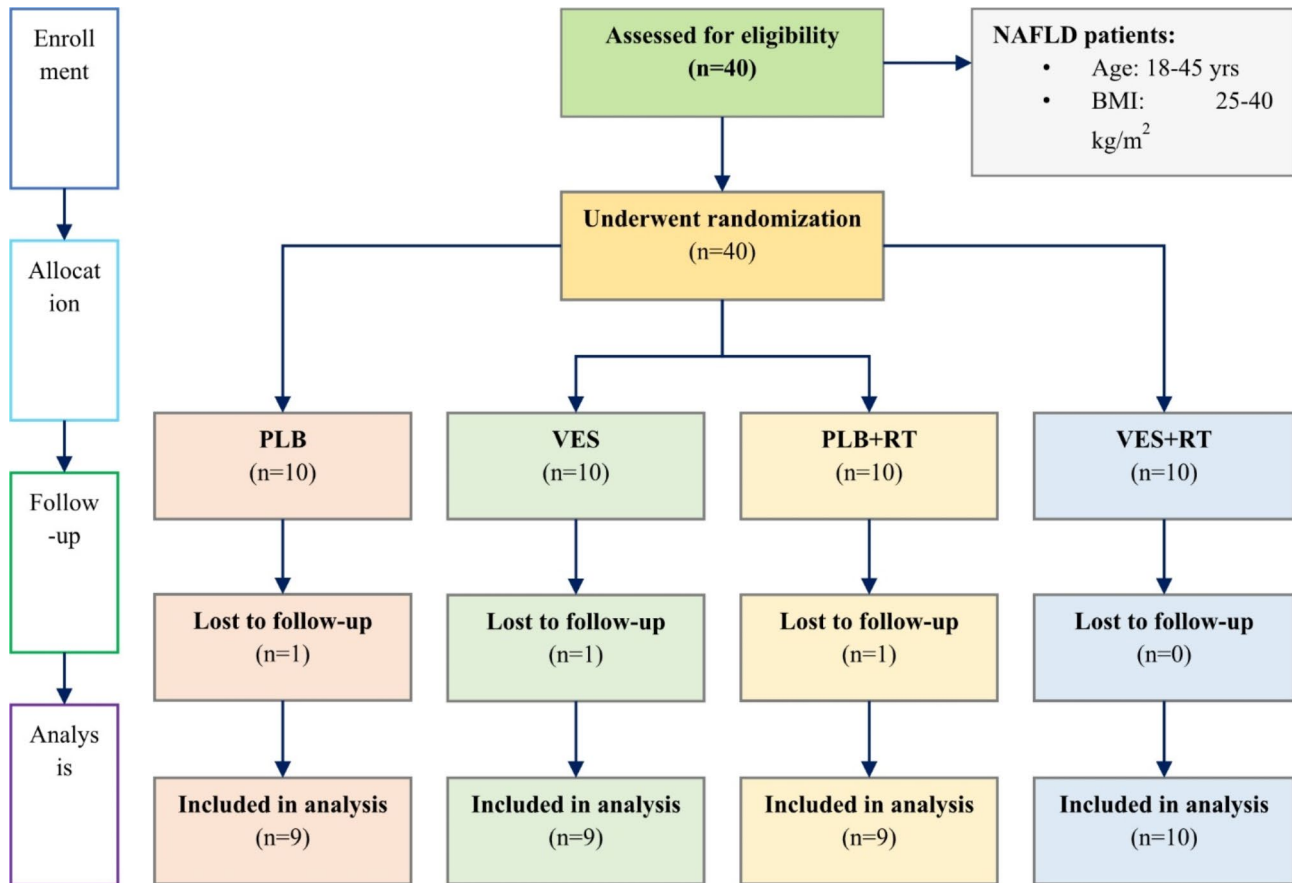 Enroll
ment
Assessed for eligibility
(n=40)
NAFLD patients:
• Age: 18-45 yrs
• BMI: 25-40
kg/m²
Underwent randomization
(n=40)
Allocat
ion
PLB
(n=10)
VES
(n=10)
PLB+RT
(n=10)
VES+RT
(n=10)
Follow
-up
Lost to follow-up
(n=1)
Lost to follow-up
(n=1)
Lost to follow-up
(n=1)
Lost to follow-up
(n=0)
Analys
is
Included in analysis
(n=9)
Included in analysis
(n=9)
Included in analysis
(n=9)
Included in analysis
(n=10)